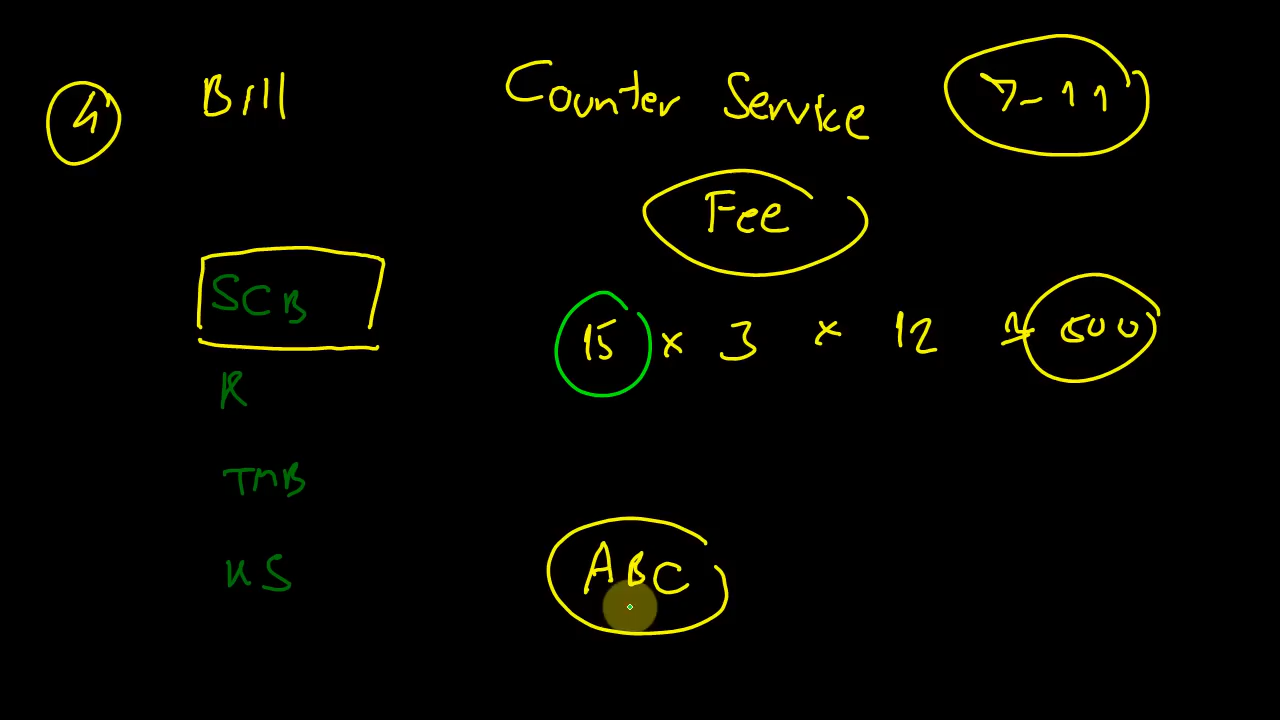 4 Bill Counter Service 7-11
Fee
SCB 15 x 3 x 12 ≈ 500
K
TMB
KS
ABC